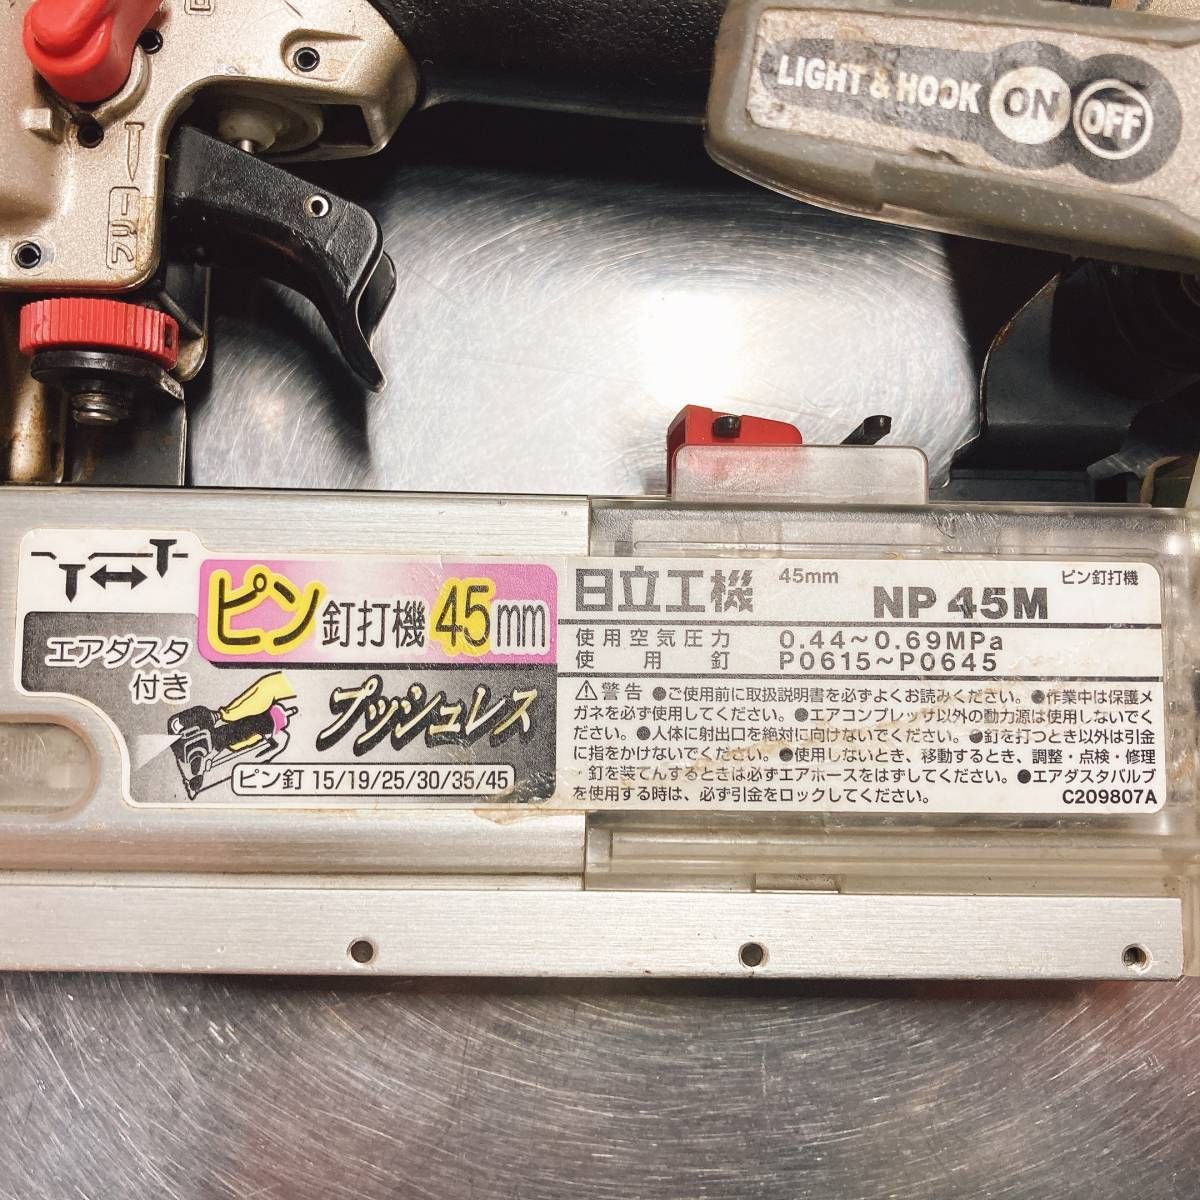 LIGHT & HOOK ON OFF
ロック
エアダスタ
付き
ピン釘打機45mm
プッシュレス
ピン釘 15/19/25/30/35/45
日立工機 45mm NP 45M ピン釘打機
使用空気圧力 0.44~0.69MPa
使用釘 P0615~P0645
⚠警告 ●ご使用前に取扱説明書を必ずよくお読みください。●作業中は保護メ
ガネを必ず使用してください。●エアコンプレッサ以外の動力源は使用しないでく
ださい。●人体に射出口を絶対に向けないでください。●釘を打つとき以外は引金
に指をかけないでください。●使用しないとき、移動するとき、調整・点検・修理
・釘を装てんするときは必ずエアホースをはずしてください。●エアダスタバルブ
を使用する時は、必ず引金をロックしてください。 C209807A